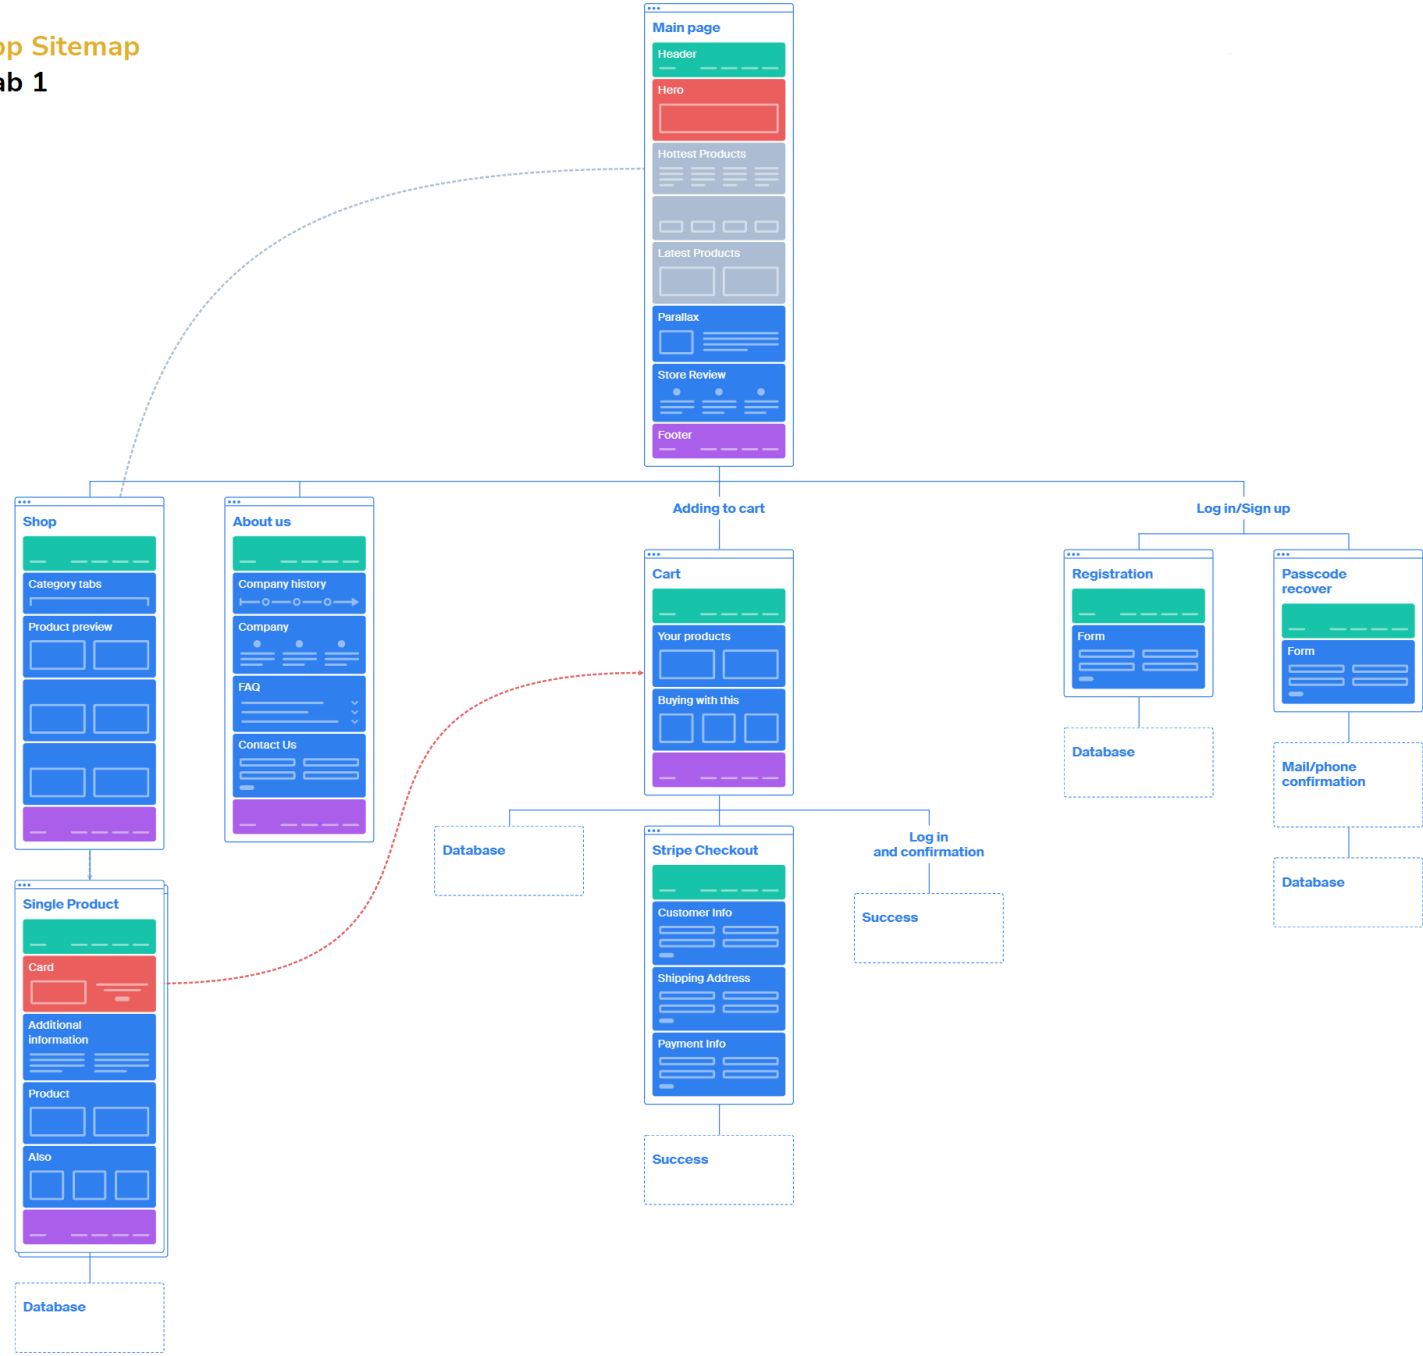 op Sitemap
ab 1
Main page
Header
Hero
Hottest Products
Latest Products
Parallax
Store Review
Footer
Shop
Category tabs
Product preview
About us
Company history
Company
FAQ
Contact Us
Adding to cart
Cart
Your products
Buying with this
Log in/Sign up
Registration
Form
Database
Passcode
recover
Form
Mail/phone
confirmation
Database
Database
Stripe Checkout
Customer Info
Shipping Address
Payment Info
Success
Log in
and confirmation
Success
Single Product
Card
Additional
information
Product
Also
Database